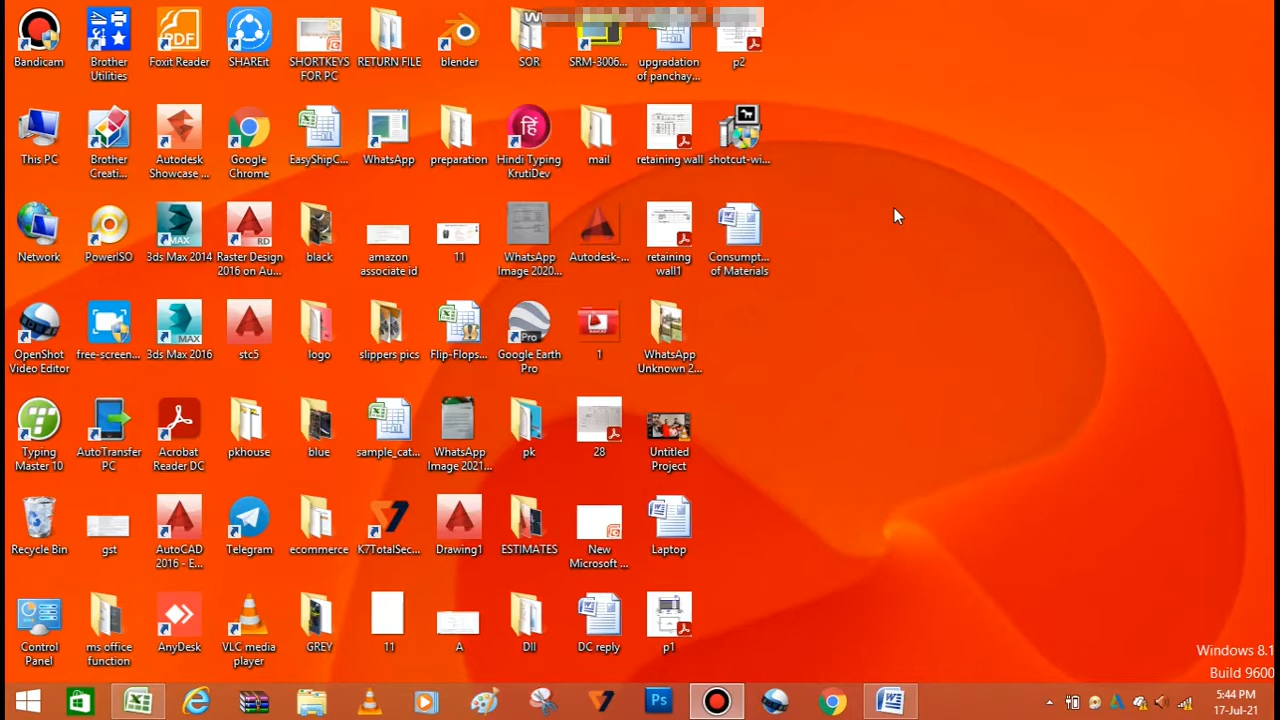 Bandicam
Brother
Utilities
Foxit Reader
SHAREit
SHORTKEYS
FOR PC
RETURN FILE
blender
SOR
SRM-3006...
upgradation
of panchay...
p2
This PC
Brother
Creati...
Autodesk
Showcase ...
Google
Chrome
EasyShipC...
WhatsApp
preparation
हिं
Hindi Typing
KrutiDev
mail
retaining wall
shotcut-wi...
Network
PowerISO
MAX
3ds Max 2014
RD
Raster Design
2016 on Au...
black
amazon
associate id
11
WhatsApp
Image 2020...
Autodesk-...
retaining
wall1
Consumpt...
of Materials
OpenShot
Video Editor
free-screen...
MAX
3ds Max 2016
stc5
logo
slippers pics
Flip-Flops...
Pro
Google Earth
Pro
1
WhatsApp
Unknown 2...
Typing
Master 10
AutoTransfer
PC
Acrobat
Reader DC
pkhouse
blue
sample_cat...
WhatsApp
Image 2021...
pk
28
Untitled
Project
Recycle Bin
gst
AutoCAD
2016 - E...
Telegram
ecommerce
K7TotalSec...
Drawing1
ESTIMATES
New
Microsoft ...
Laptop
Control
Panel
ms office
function
AnyDesk
VLC media
player
GREY
11
A
DII
DC reply
p1
Windows 8.1
Build 9600
Ps
5:44 PM
17-Jul-21